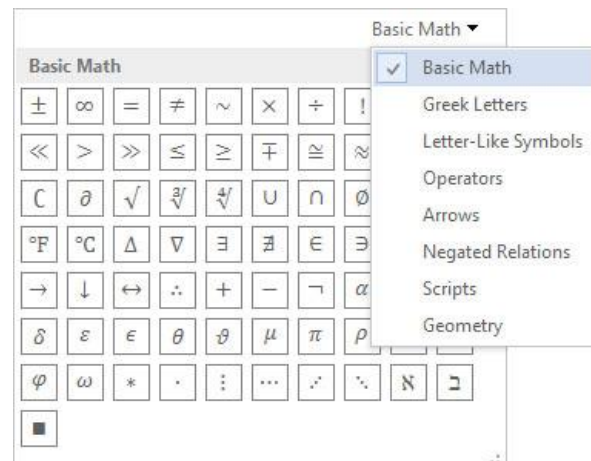 Basic Math
Basic Math
± ∞ = ≠ ~ × ÷ !
≪ > ≫ ≤ ≥ ∓ ≅ ≈
∁ ∂ √ ∛ ∜ ∪ ∩ ∅
°F °C ∆ ∇ ∃ ∄ ∈ ∋
→ ↓ ↔ ∴ + − ¬ α
δ ε ϵ θ ϑ μ π ρ
φ ω ∗ ∙ ⋮ ⋯ ⋰ ⋱ ℵ ℶ
∎
✓ Basic Math
Greek Letters
Letter-Like Symbols
Operators
Arrows
Negated Relations
Scripts
Geometry